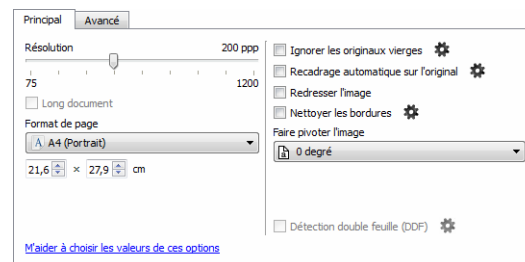 Principal
Avancé
Résolution
200 ppp
75
1200
Long document
Format de page
A A4 (Portrait)
21,6 × 27,9 cm
M'aider à choisir les valeurs de ces options
Ignorer les originaux vierges
Recadrage automatique sur l'original
Redresser l'image
Nettoyer les bordures
Faire pivoter l'image
0 degré
Détection double feuille (DDF)